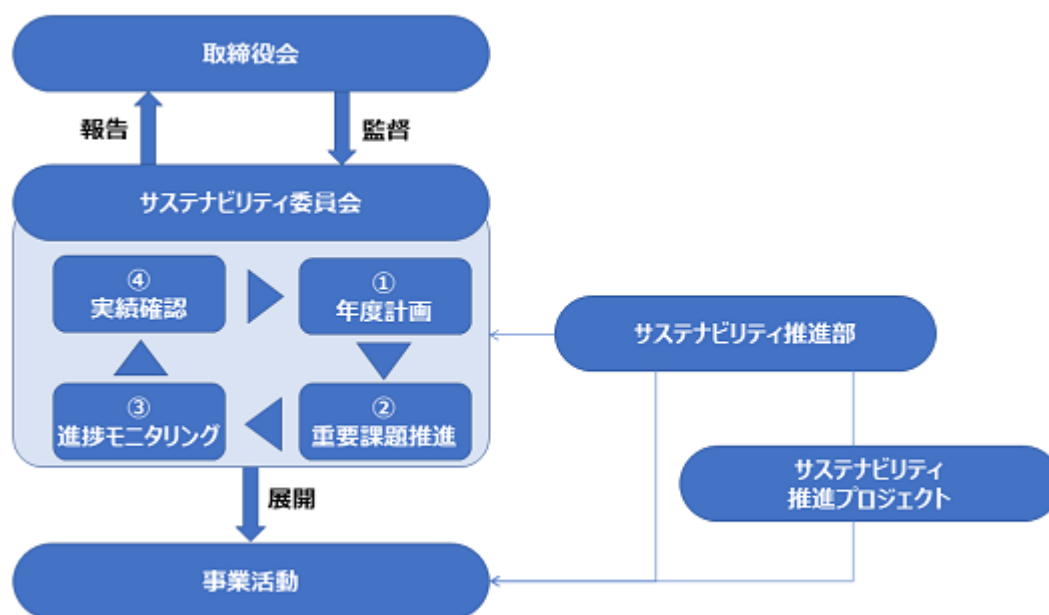 取締役会
報告
監督
サステナビリティ委員会
④
実績確認
①
年度計画
サステナビリティ推進部
③
進捗モニタリング
②
重要課題推進
サステナビリティ
推進プロジェクト
展開
事業活動